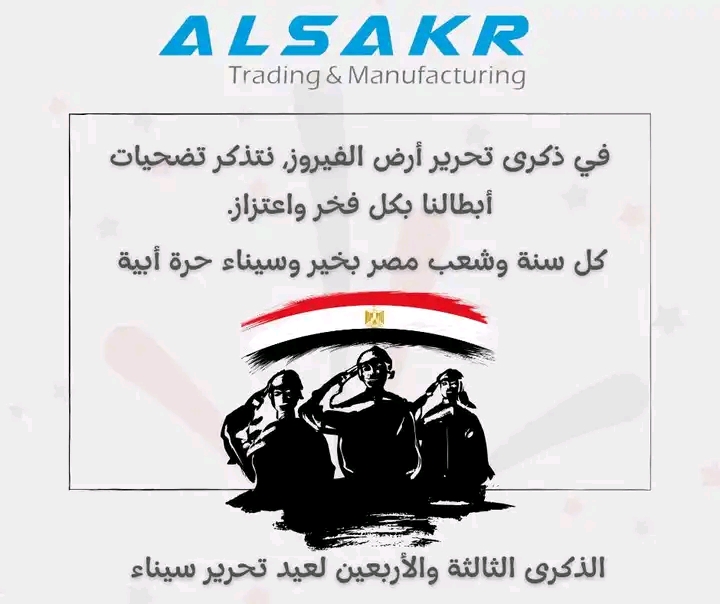 ALSAKR
Trading & Manufacturing
في ذكرى تحرير أرض الفيروز, نتذكر تضحيات
أبطالنا بكل فخر واعتزاز.
كل سنة وشعب مصر بخير وسيناء حرة أبية
الذكرى الثالثة والأربعين لعيد تحرير سيناء